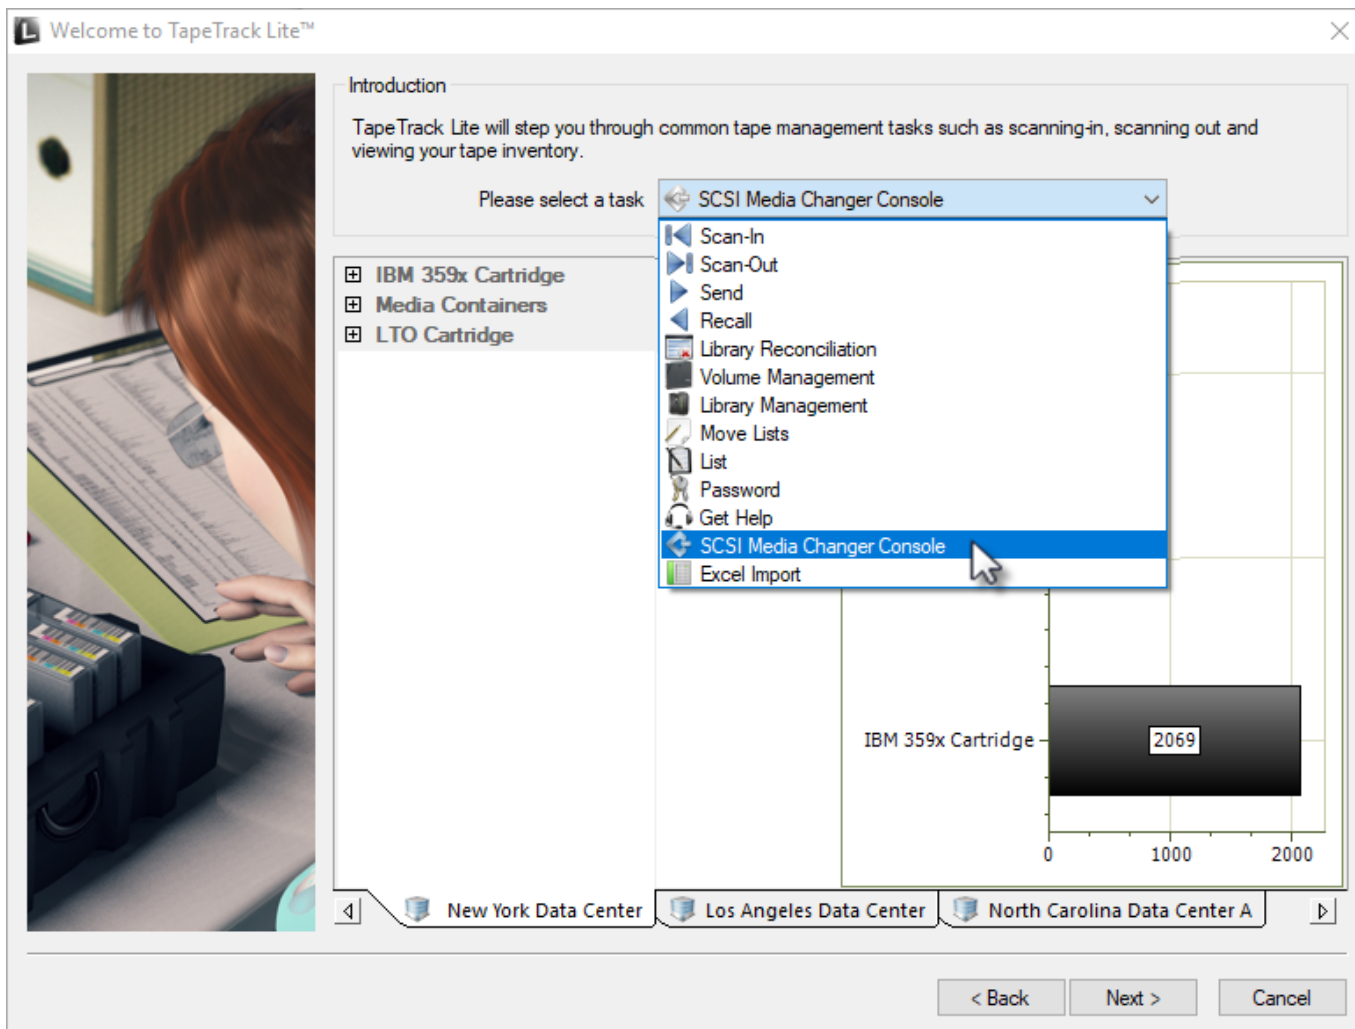 Welcome to TapeTrack Lite™
Introduction
TapeTrack Lite will step you through common tape management tasks such as scanning-in, scanning out and
viewing your tape inventory.
Please select a task
SCSI Media Changer Console
Scan-In
Scan-Out
Send
Recall
Library Reconciliation
Volume Management
Library Management
Move Lists
List
Password
Get Help
SCSI Media Changer Console
Excel Import
IBM 359x Cartridge
Media Containers
LTO Cartridge
IBM 359x Cartridge
2069
0 1000 2000
New York Data Center
Los Angeles Data Center
North Carolina Data Center A
< Back
Next >
Cancel